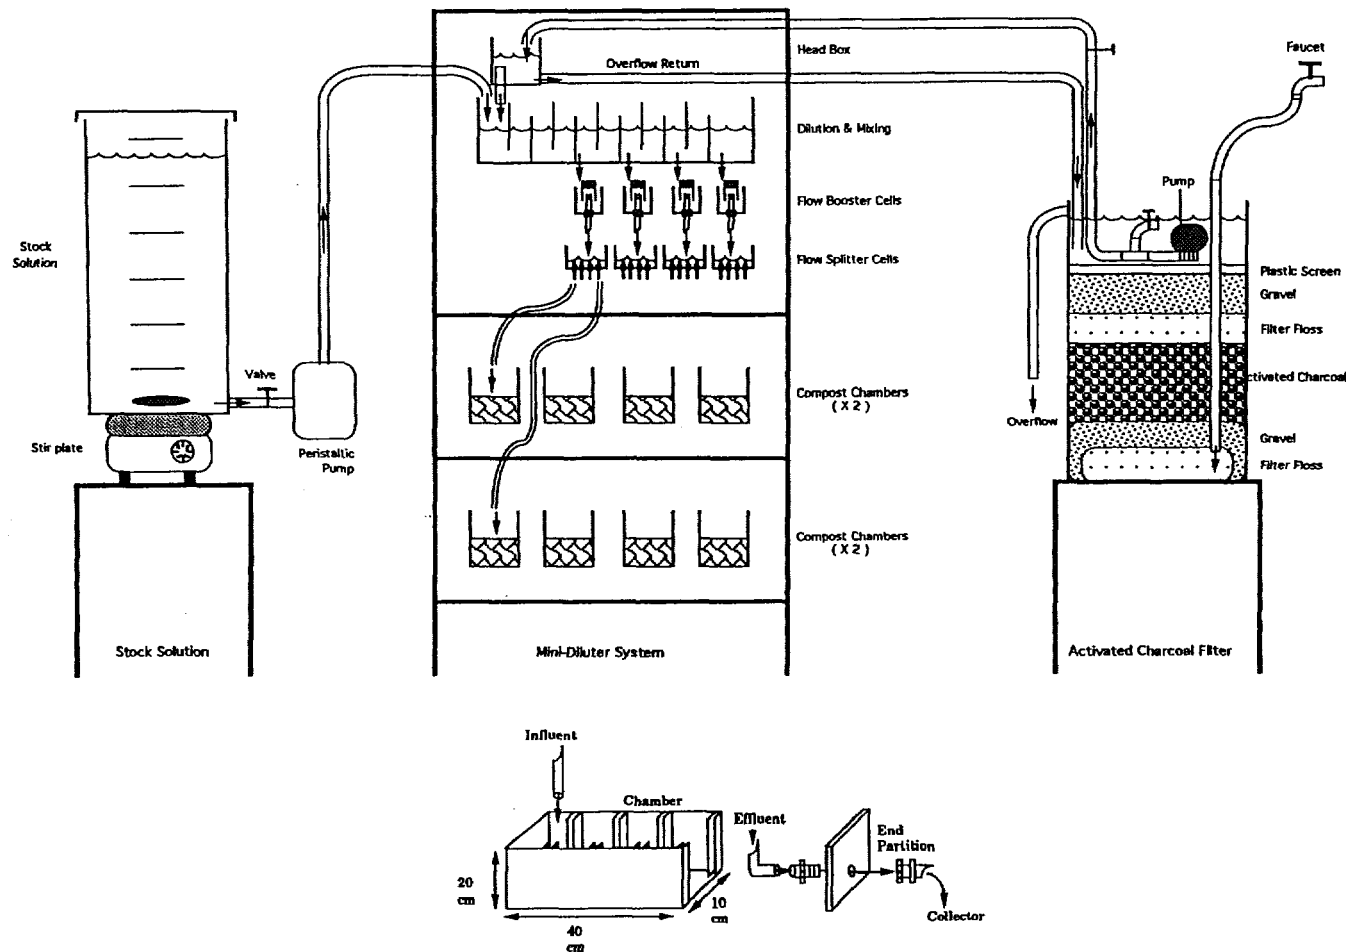 Head Box
Faucet
Overflow Return
Dilution & Mixing
Pump
Flow Booster Cells
Stock
Solution
Flow Splitter Cells
Plastic Screen
Gravel
Filter Floss
Valve
Compost Chambers
( X 2 )
ctivated Charcoal
Overflow
Stir plate
Peristaltic
Pump
Gravel
Filter Floss
Compost Chambers
( X 2 )
Stock Solution
Mini-Diluter System
Activated Charcoal Filter
Influent
Chamber
Effluent
End
Partition
20
cm
10
cm
40
cm
Collector